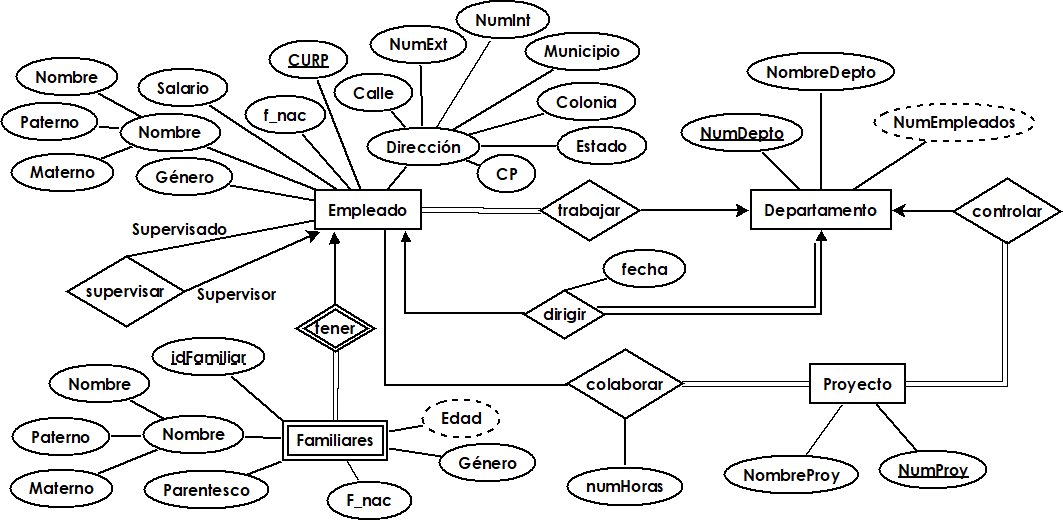 NumInt
NumExt
CURP
Municipio
Nombre
NombreDepto
Salario
Calle
Colonia
f_nac
Paterno
Nombre
NumDepto
NumEmpleados
Dirección
Estado
Materno
Género
CP
Empleado
trabajar
Departamento
controlar
Supervisado
fecha
supervisar
Supervisor
dirigir
tener
idFamiliar
Nombre
colaborar
Proyecto
Edad
Paterno
Nombre
Familiares
Género
NombreProy
NumProy
Materno
Parentesco
F_nac
numHoras